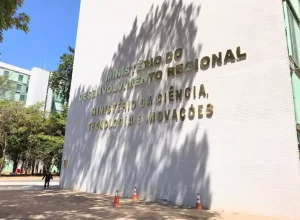 MINISTÉRIO DO
DESENVOLVIMENTO REGIONAL
MINISTÉRIO DA CIÊNCIA,
TECNOLOGIA E INOVAÇÕES